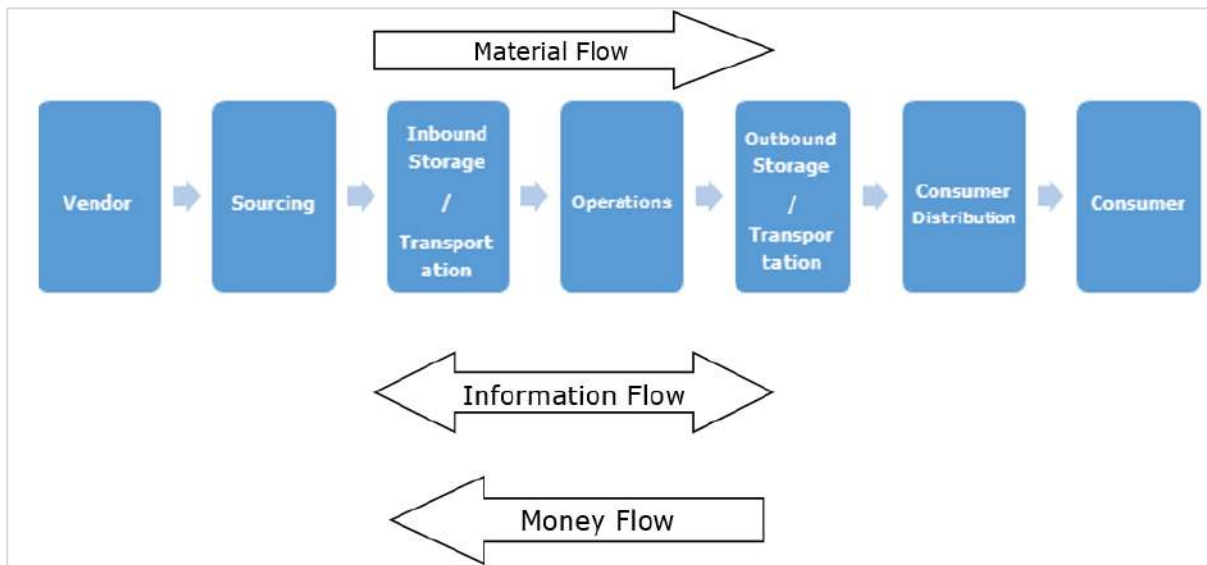 Material Flow
Vendor
Sourcing
Inbound
Storage
/
Transport
ation
Operations
Outbound
Storage
/
Transpor
tation
Consumer
Distribution
Consumer
Information Flow
Money Flow